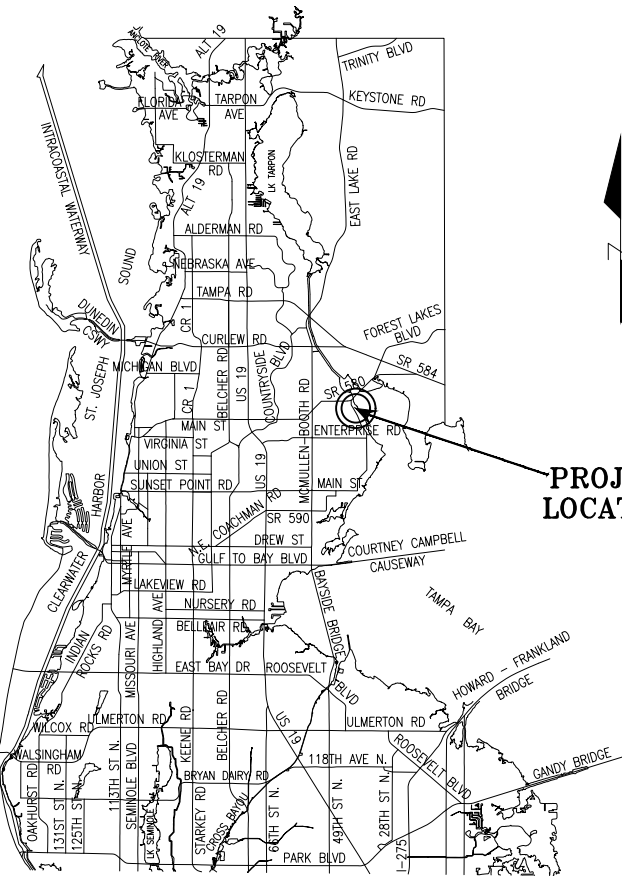 ALT 19
ANCLOTE RIVER
TRINITY BLVD
FLORIDA
AVE
TARPON
AVE
KEYSTONE RD
INTRACOASTAL WATERWAY
KLOSTERMAN
RD
LK TARPON
EAST LAKE RD
ALT 19
ALDERMAN RD
SOUND
NEBRASKA AVE
TAMPA RD
Z
DUNEDIN
CSWY
CR 1
CURLEW RD
FOREST LAKES
BLVD
SR 584
ST. JOSEPH
MICHIGAN BLVD
CR 1
BELCHER RD
US 19
COUNTRYSIDE
BLVD
MCMULLEN-BOOTH RD
SR 580
MAIN ST
ENTERPRISE RD
VIRGINIA ST
UNION ST
US 19
SUNSET POINT RD
MAIN ST
PROJ
LOCAT
HARBOR
N.E. COACHMAN RD
SR 590
MYRTLE AVE
DREW ST
GULF TO BAY BLVD
COURTNEY CAMPBELL
CAUSEWAY
CLEARWATER
LAKEVIEW RD
HIGHLAND AVE
NURSERY RD
BELLAIR RD
BAYSIDE BRIDGE
TAMPA BAY
INDIAN
ROCKS RD
MISSOURI AVE
EAST BAY DR
ROOSEVELT
BLVD
HOWARD - FRANKLAND
BRIDGE
WILCOX RD
ULMERTON RD
KEENE RD
BELCHER RD
US 19
ULMERTON RD
WALSINGHAM
RD
118TH AVE N.
ROOSEVELT BLVD
GANDY BRIDGE
OAKHURST RD
131ST ST N.
125TH ST N.
113TH ST N.
SEMINOLE BLVD
LK SEMINOLE
BRYAN DAIRY RD
STARKEY RD
CROSS BAYOU
66TH ST N.
49TH ST N.
28TH ST N.
I-275
PARK BLVD